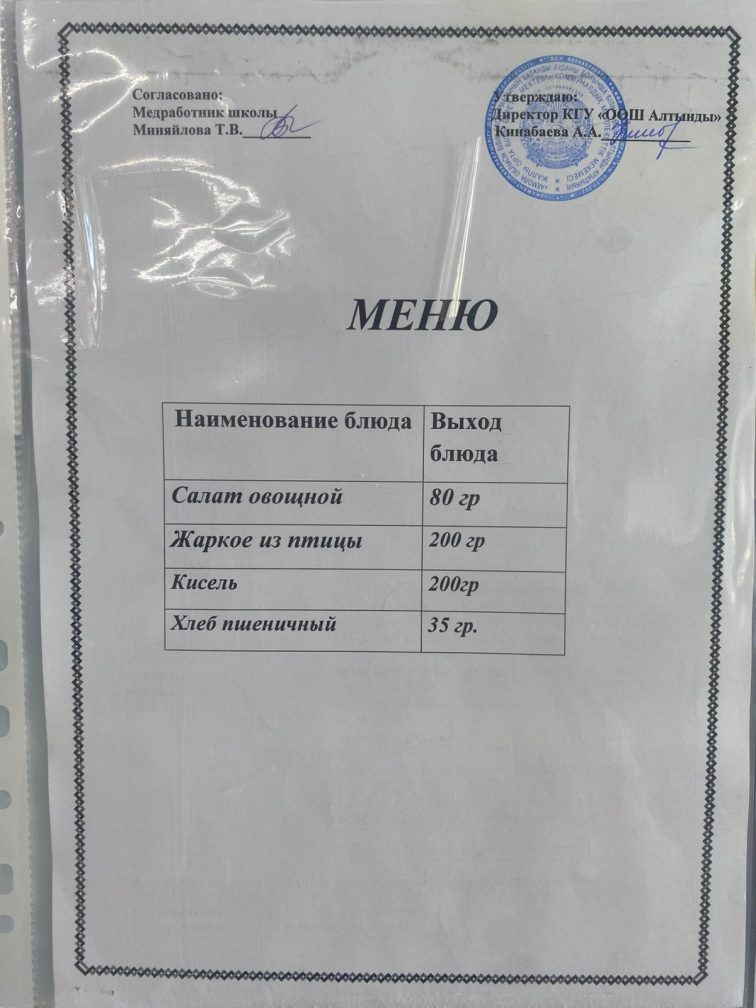 Согласовано:
Медработник школы
Миняйлова Т.В.
Утверждаю:
Директор КГУ «ООШ Алтынды»
Кинабаева А.А.
МЕНЮ
Наименование блюда
Выход блюда
Салат овощной
80 гр
Жаркое из птицы
200 гр
Кисель
200гр
Хлеб пшеничный
35 гр.